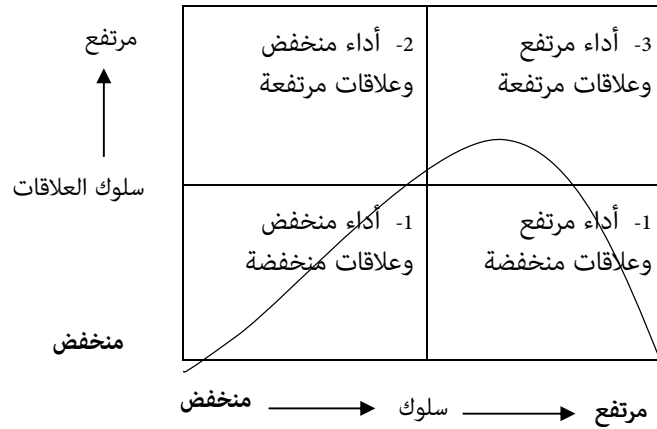 مرتفع
سلوك العلاقات
منخفض
3- أداء مرتفع
وعلاقات مرتفعة
2- أداء منخفض
وعلاقات مرتفعة
1- أداء مرتفع
وعلاقات منخفضة
1- أداء منخفض
وعلاقات منخفضة
منخفض
سلوك
مرتفع